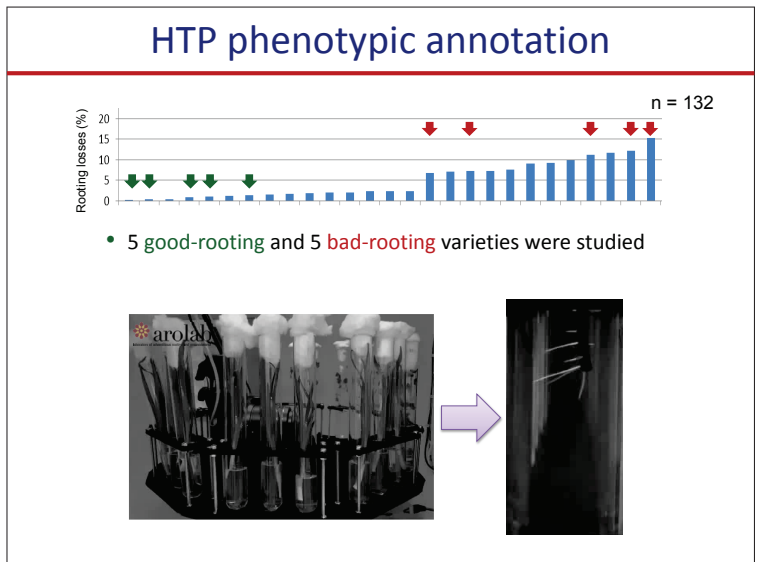 HTP phenotypic annotation
n = 132
Rooting losses (%)
20
15
10
5
0
• 5 good-rooting and 5 bad-rooting varieties were studied
arolab